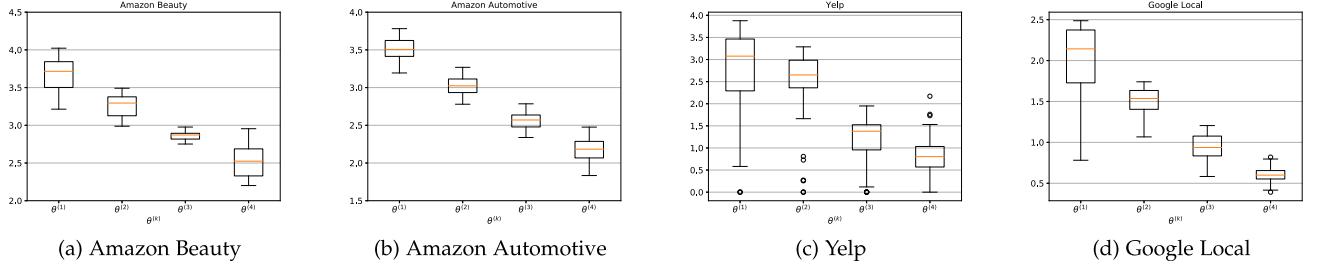 Amazon Beauty
4.5
4.0
3.5
3.0
2.5
2.0
θ(1) θ(2) θ(3) θ(4)
θ(k)
(a) Amazon Beauty
Amazon Automotive
4.0
3.5
3.0
2.5
2.0
1.5
θ(1) θ(2) θ(3) θ(4)
θ(k)
(b) Amazon Automotive
Yelp
4.0
3.5
3.0
2.5
2.0
1.5
1.0
0.5
0.0
θ(1) θ(2) θ(3) θ(4)
θ(k)
(c) Yelp
Google Local
2.5
2.0
1.5
1.0
0.5
θ(1) θ(2) θ(3) θ(4)
θ(k)
(d) Google Local